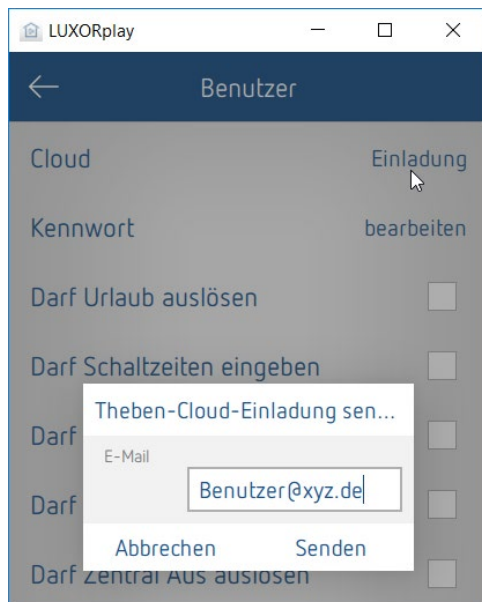 LUXORplay
Benutzer
Cloud Einladung
Kennwort bearbeiten
Darf Urlaub auslösen
Darf Schaltzeiten eingeben
Theben-Cloud-Einladung sen...
Darf
E-Mail
Benutzer@xyz.de
Darf
Abbrechen Senden
Darf Zentral Aus auslösen